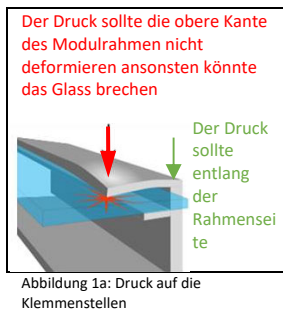 Der Druck sollte die obere Kante
des Modulrahmen nicht
deformieren ansonsten könnte
das Glass brechen
Der Druck
sollte
entlang
der
Rahmensei
te
Abbildung 1a: Druck auf die
Klemmenstellen